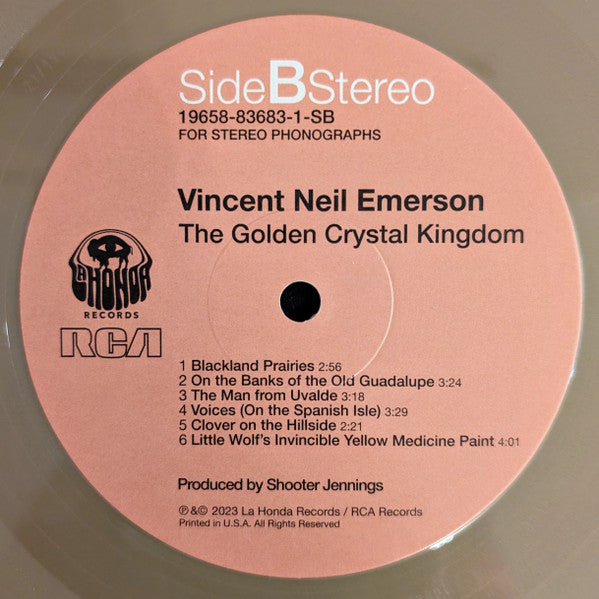 SideBStereo
19658-83683-1-SB
FOR STEREO PHONOGRAPHS
Vincent Neil Emerson
The Golden Crystal Kingdom
LA HONDA
RECORDS
RCA
1 Blackland Prairies 2:56
2 On the Banks of the Old Guadalupe 3:24
3 The Man from Uvalde 3:18
4 Voices (On the Spanish Isle) 3:29
5 Clover on the Hillside 2:21
6 Little Wolf's Invincible Yellow Medicine Paint 4:01
Produced by Shooter Jennings
℗&© 2023 La Honda Records / RCA Records
Printed in U.S.A. All Rights Reserved